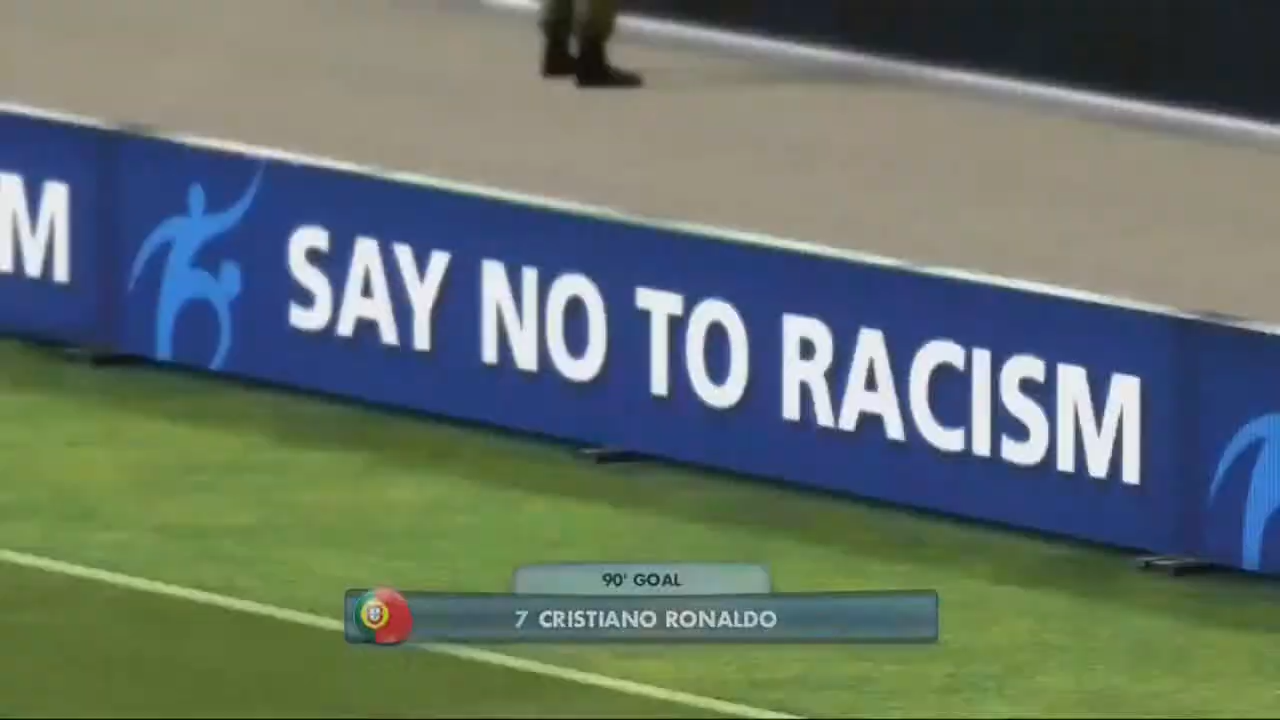 M
SAY NO TO RACISM
90' GOAL
7 CRISTIANO RONALDO